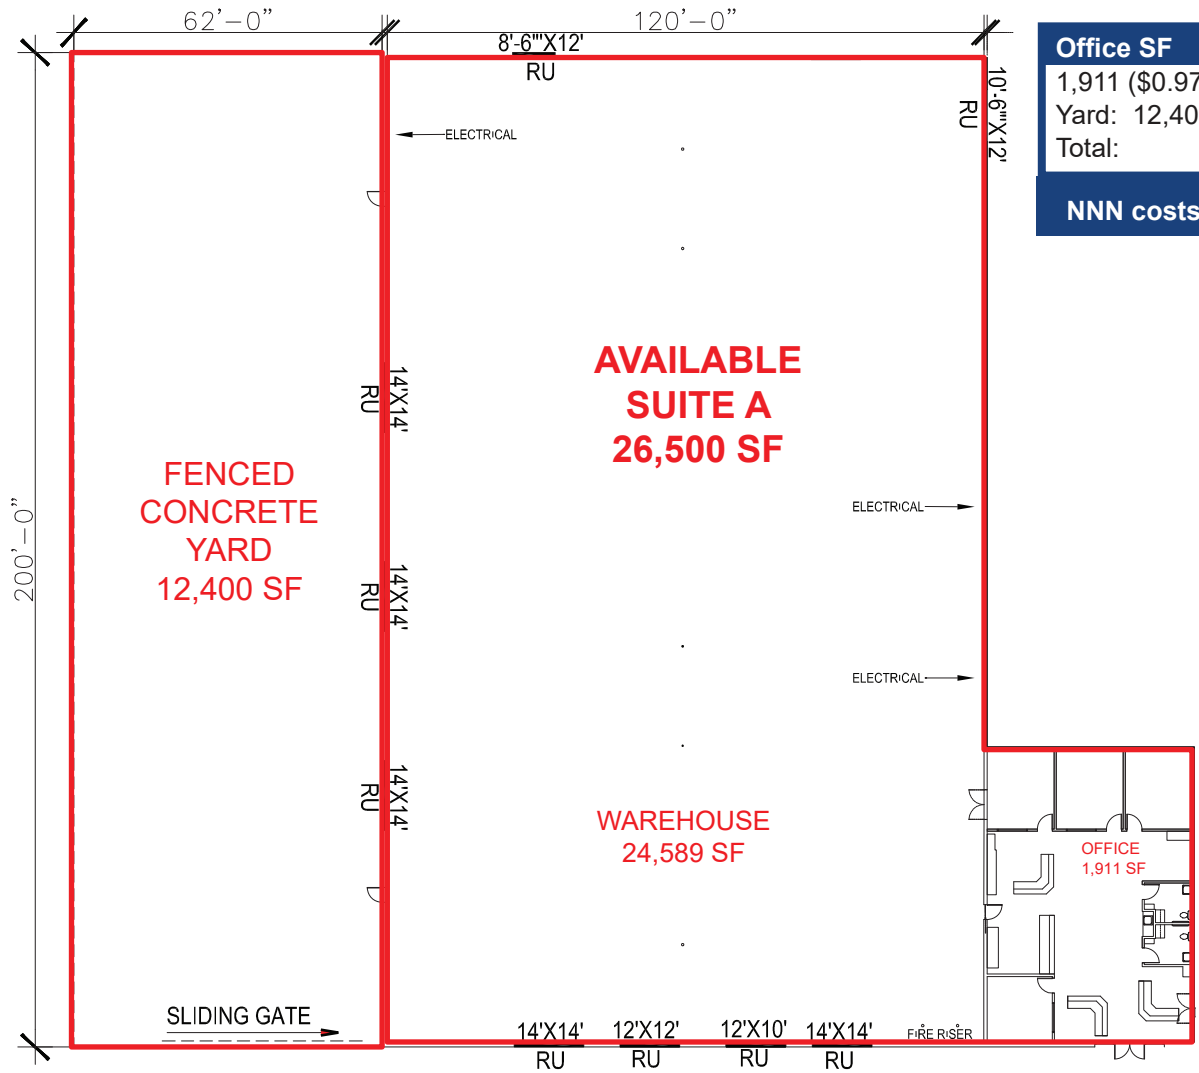 62'-0"
120'-0"
8'-6"'X12'
RU
10'-6"'X12'
RU
Office SF
1,911 ($0.97
Yard: 12,40
Total:
NNN costs
ELECTRICAL
200'-0"
14'X14'
RU
AVAILABLE
SUITE A
26,500 SF
FENCED
CONCRETE
YARD
12,400 SF
ELECTRICAL
14'X14'
RU
ELECTRICAL
14'X14'
RU
WAREHOUSE
24,589 SF
OFFICE
1,911 SF
SLIDING GATE
14'X14'
RU
12'X12'
RU
12'X10'
RU
14'X14'
RU
FIRE RISER